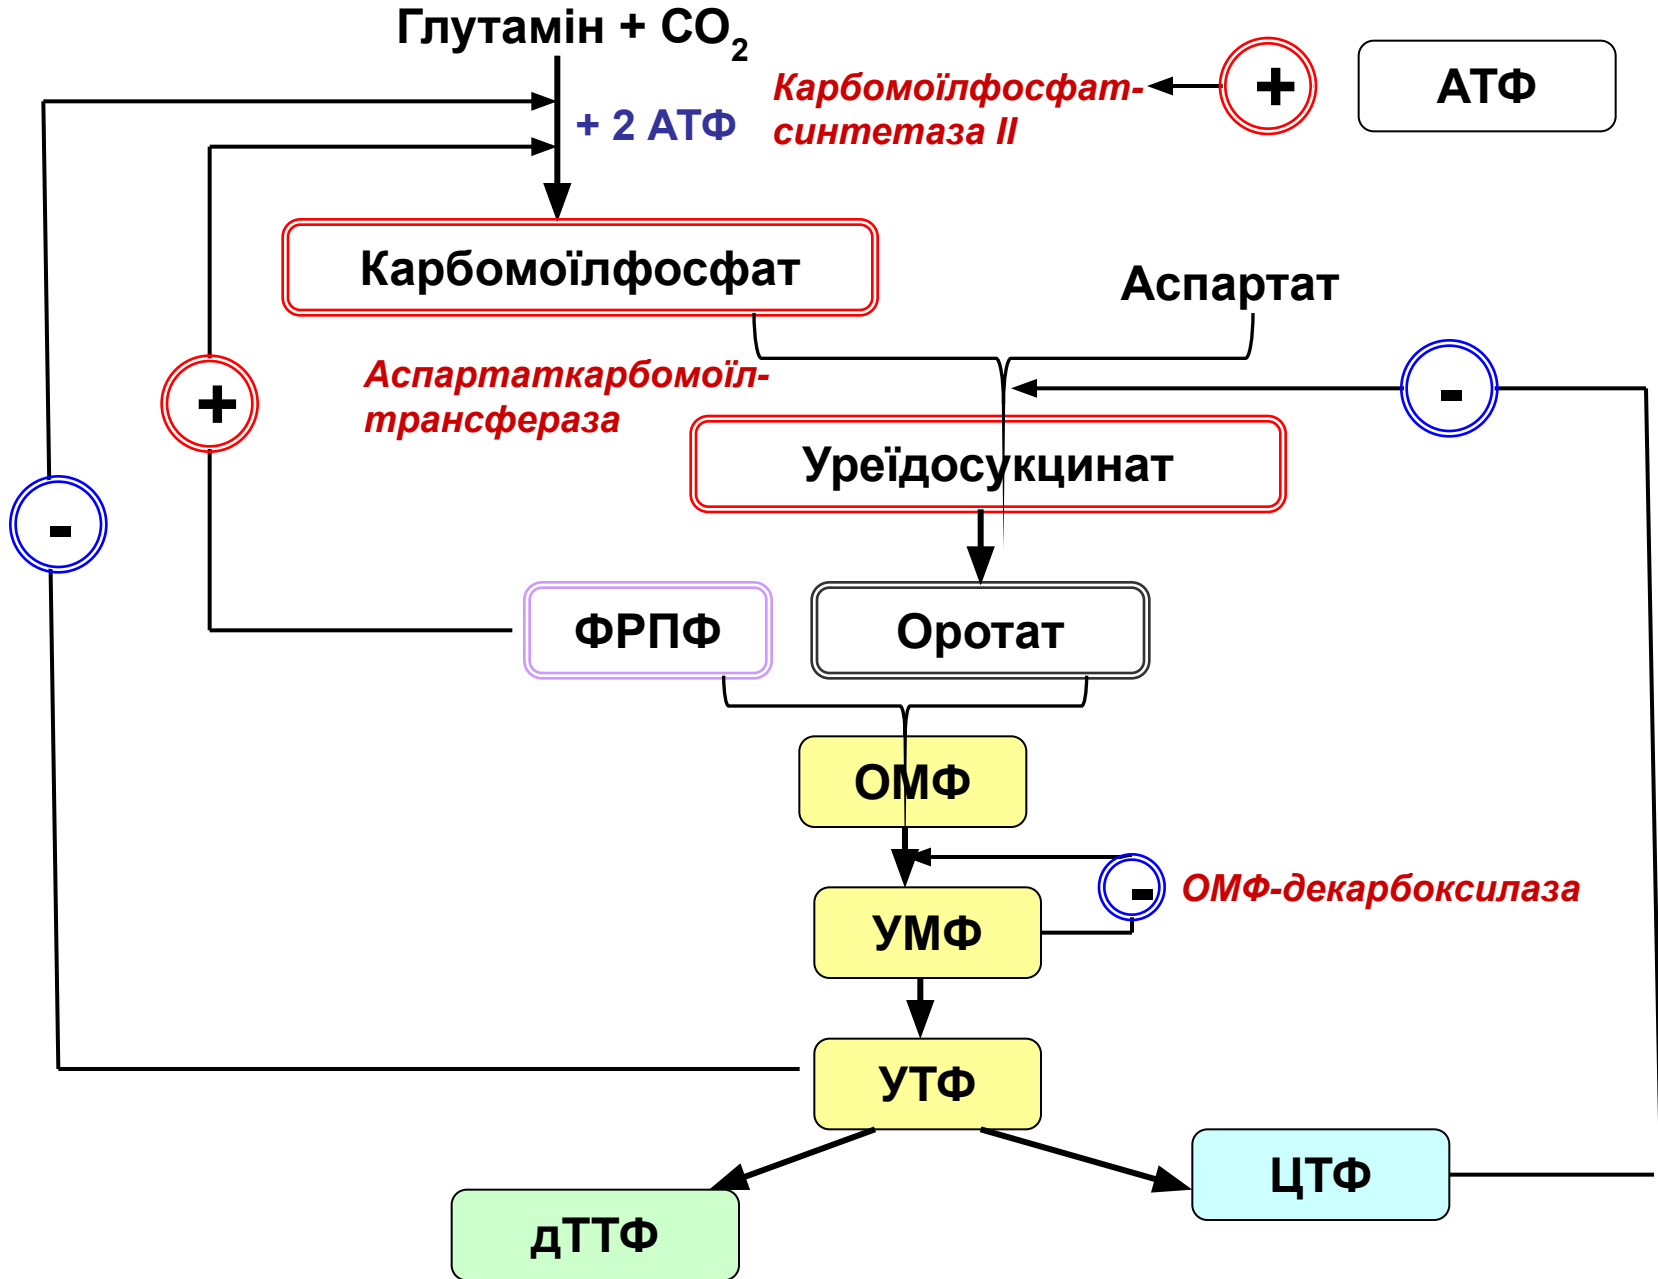 Глутамін + CO2
Карбомоїлфосфат-
синтетаза II
+
АТФ
+ 2 АТФ
Карбомоїлфосфат
Аспартат
Аспартаткарбомоїл-
трансфераза
+
-
Уреїдосукцинат
-
ФРПФ
Оротат
ОМФ
-
ОМФ-декарбоксилаза
УМФ
УТФ
ЦТФ
дТТФ